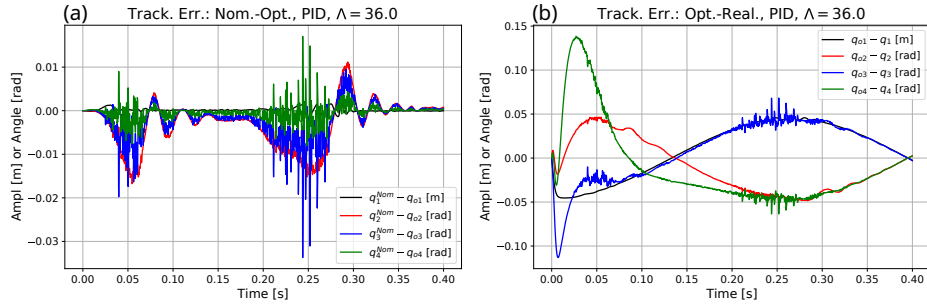 (a)
Track. Err.: Nom.-Opt., PID, Λ = 36.0
Ampl [m] or Angle [rad]
0.01
0.00
−0.01
−0.02
−0.03
q₁ᴺᵒᵐ − qₒ₁ [m]
q₂ᴺᵒᵐ − qₒ₂ [rad]
q₃ᴺᵒᵐ − qₒ₃ [rad]
q₄ᴺᵒᵐ − qₒ₄ [rad]
0.00 0.05 0.10 0.15 0.20 0.25 0.30 0.35 0.40
Time [s]
(b)
Track. Err.: Opt.-Real., PID, Λ = 36.0
Ampl [m] or Angle [rad]
0.15
0.10
0.05
0.00
−0.05
−0.10
qₒ₁ − q₁ [m]
qₒ₂ − q₂ [rad]
qₒ₃ − q₃ [rad]
qₒ₄ − q₄ [rad]
0.00 0.05 0.10 0.15 0.20 0.25 0.30 0.35 0.40
Time [s]